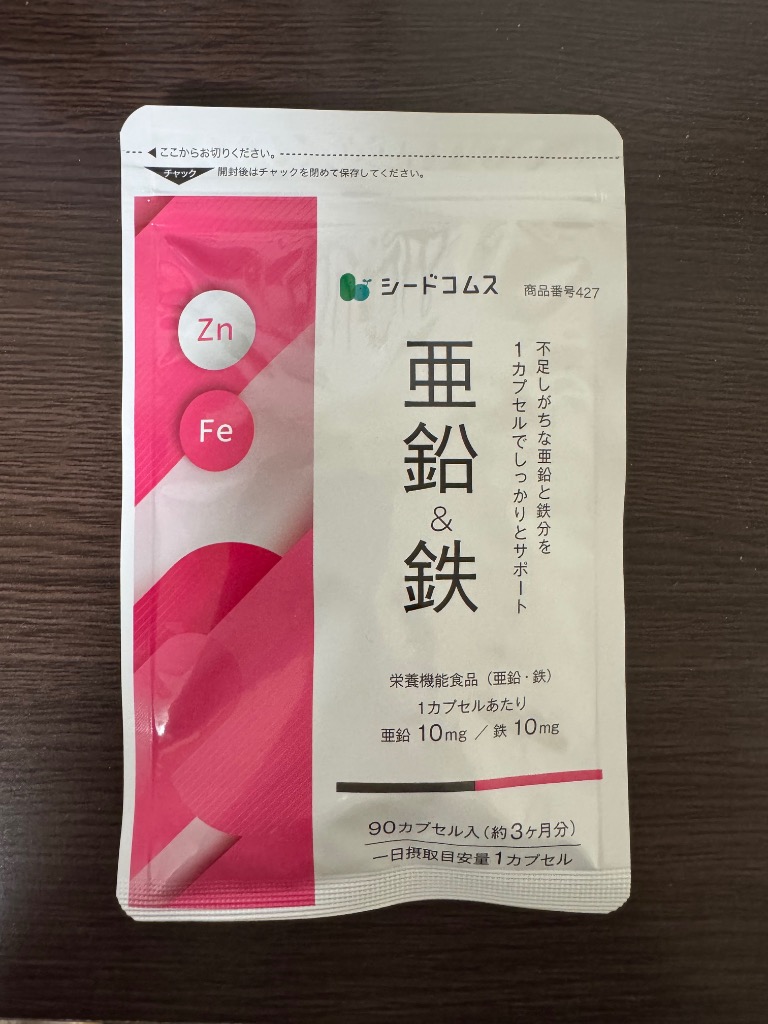 ◀ここからお切りください。
チャック 開封後はチャックを閉めて保存してください。
Zn
Fe
シードコムス 商品番号427
不足しがちな亜鉛と鉄分を
1カプセルでしっかりとサポート
亜鉛&鉄
栄養機能食品（亜鉛・鉄）
1カプセルあたり
亜鉛 10mg ／ 鉄 10mg
90カプセル入（約3ヶ月分）
一日摂取目安量1カプセル